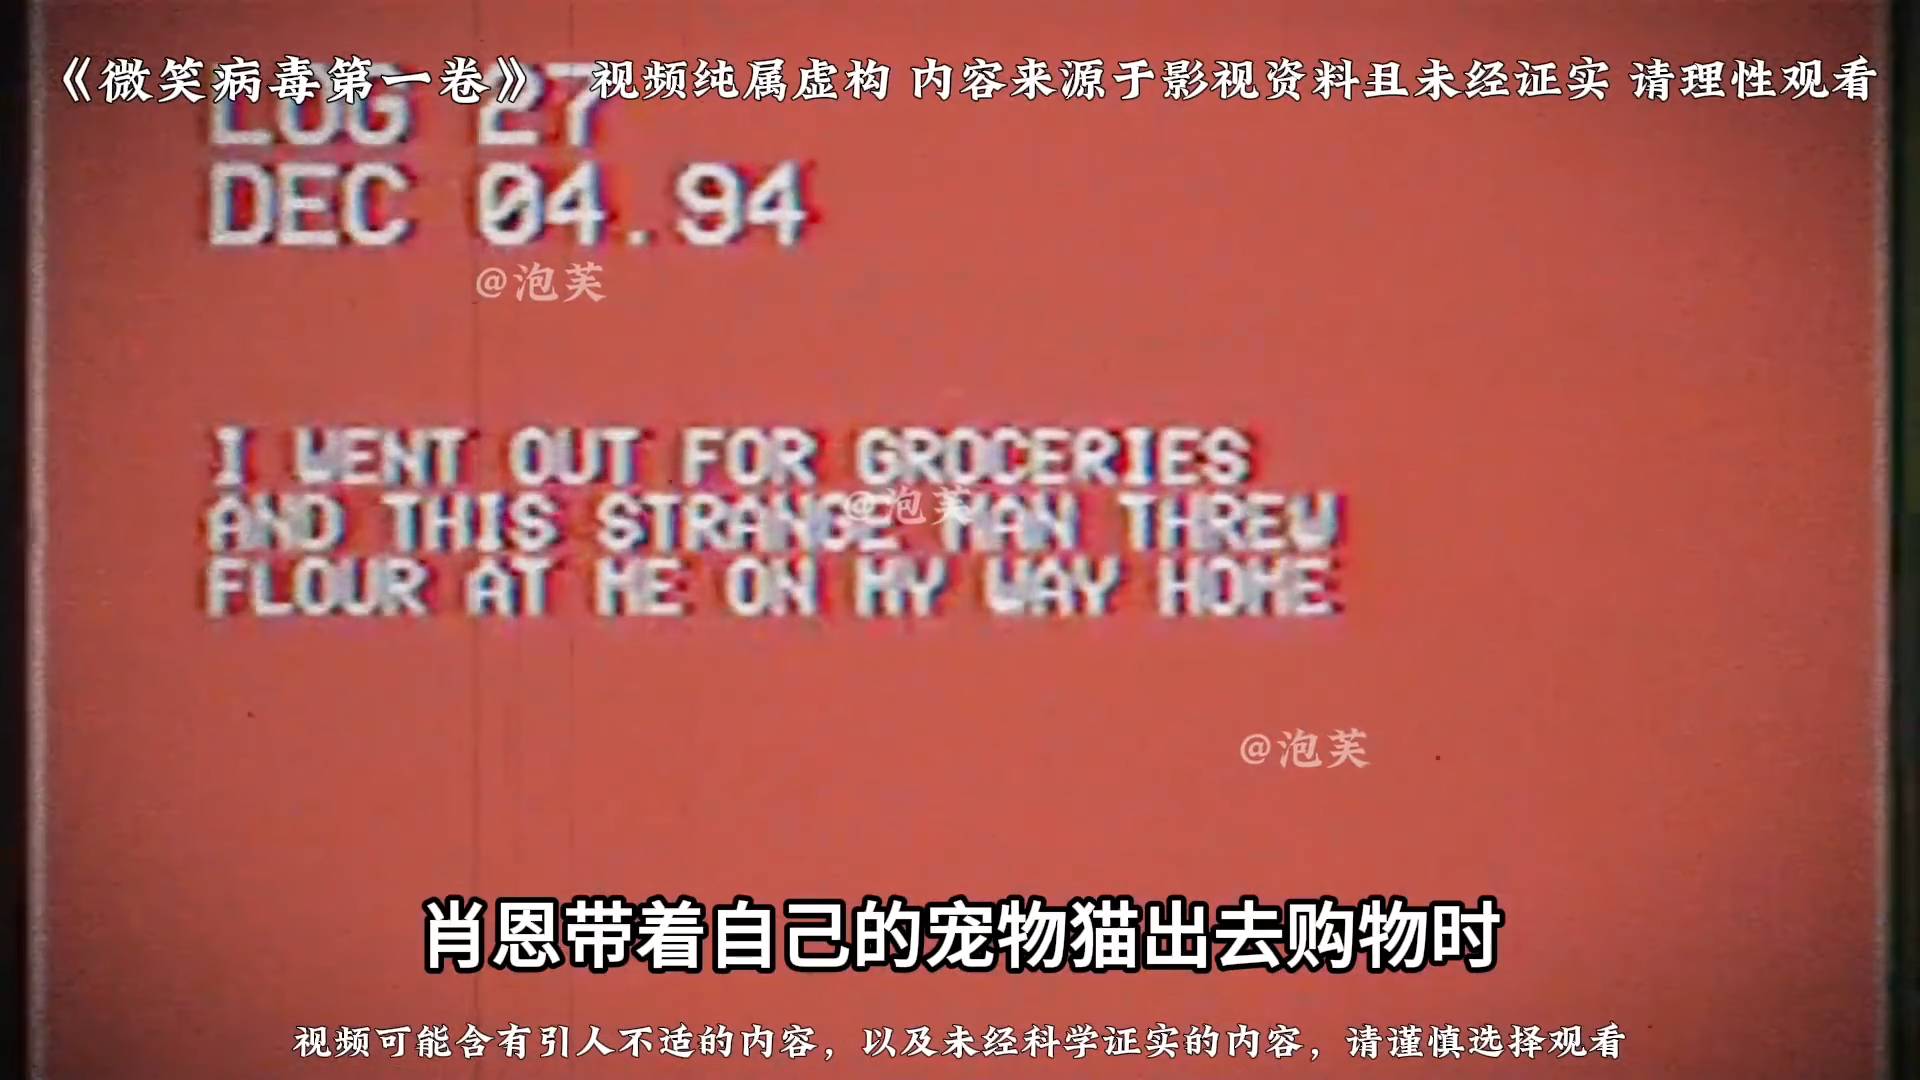 《微笑病毒第一卷》 视频纯属虚构 内容来源于影视资料且未经证实 请理性观看
LOG 27
DEC 04.94
@泡芙
I WENT OUT FOR GROCERIES
AND THIS STRANGE MAN THREW
@泡芙
FLOUR AT ME ON MY WAY HOME
@泡芙
肖恩带着自己的宠物猫出去购物时
视频可能含有引人不适的内容，以及未经科学证实的内容，请谨慎选择观看